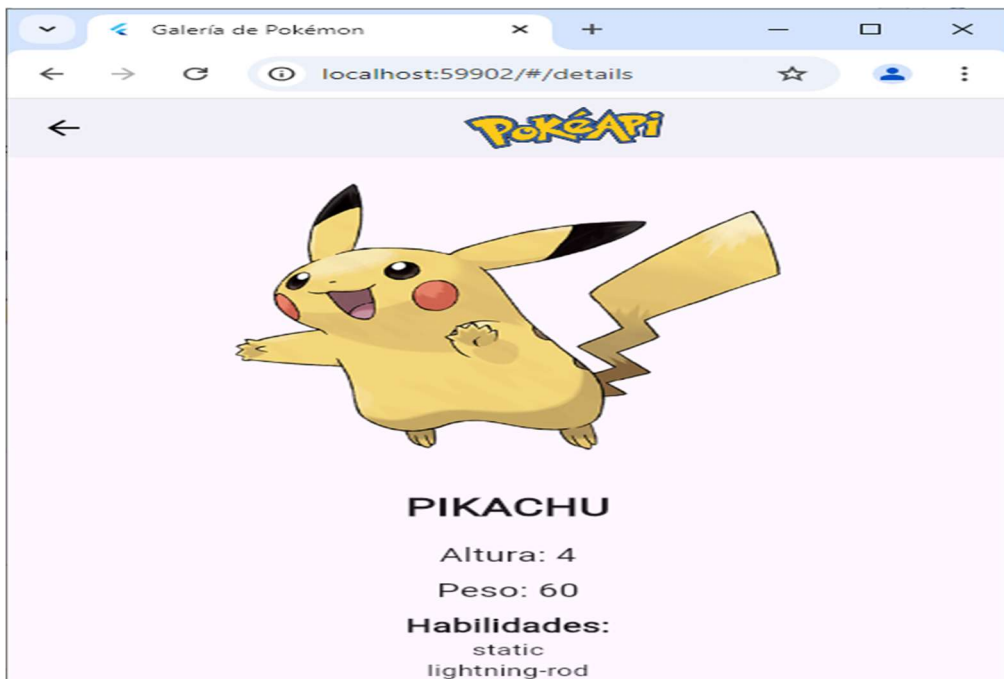 Galería de Pokémon
localhost:59902/#/details
PokéApi
PIKACHU
Altura: 4
Peso: 60
Habilidades:
static
lightning-rod